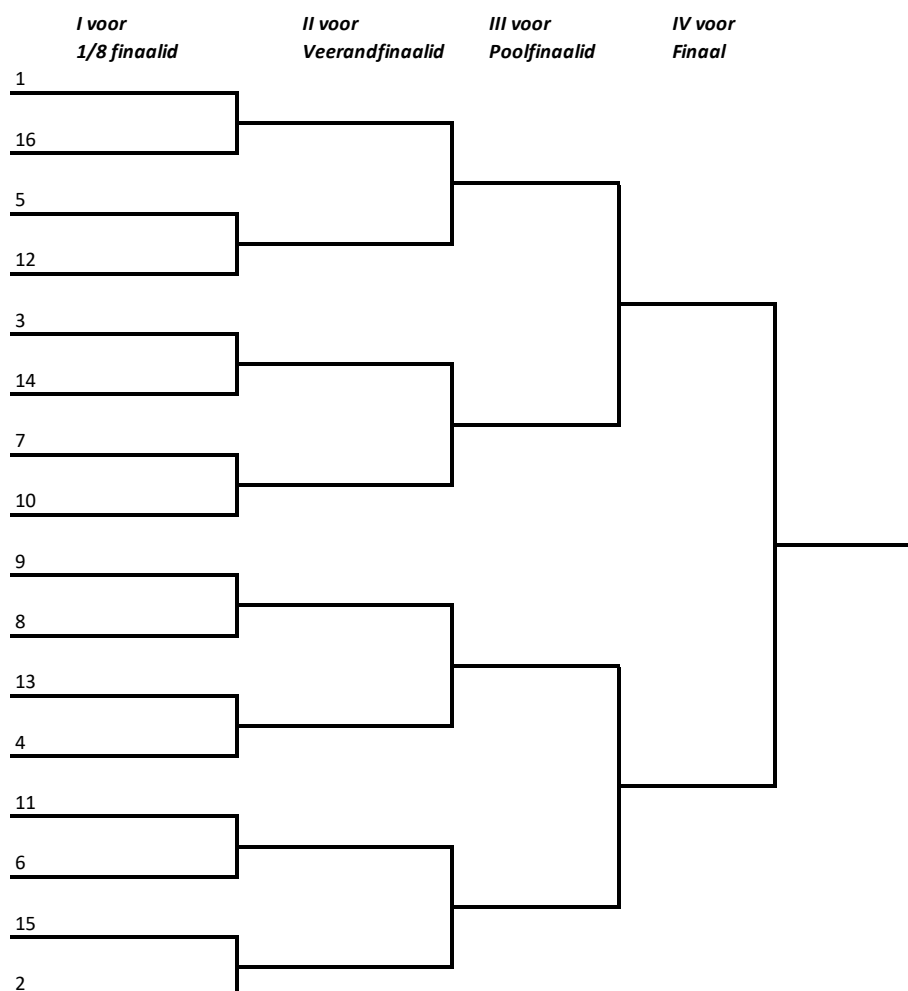 I voor
1/8 finaalid
II voor
Veerandfinaalid
III voor
Poolfinaalid
IV voor
Finaal
1
16
5
12
3
14
7
10
9
8
13
4
11
6
15
2